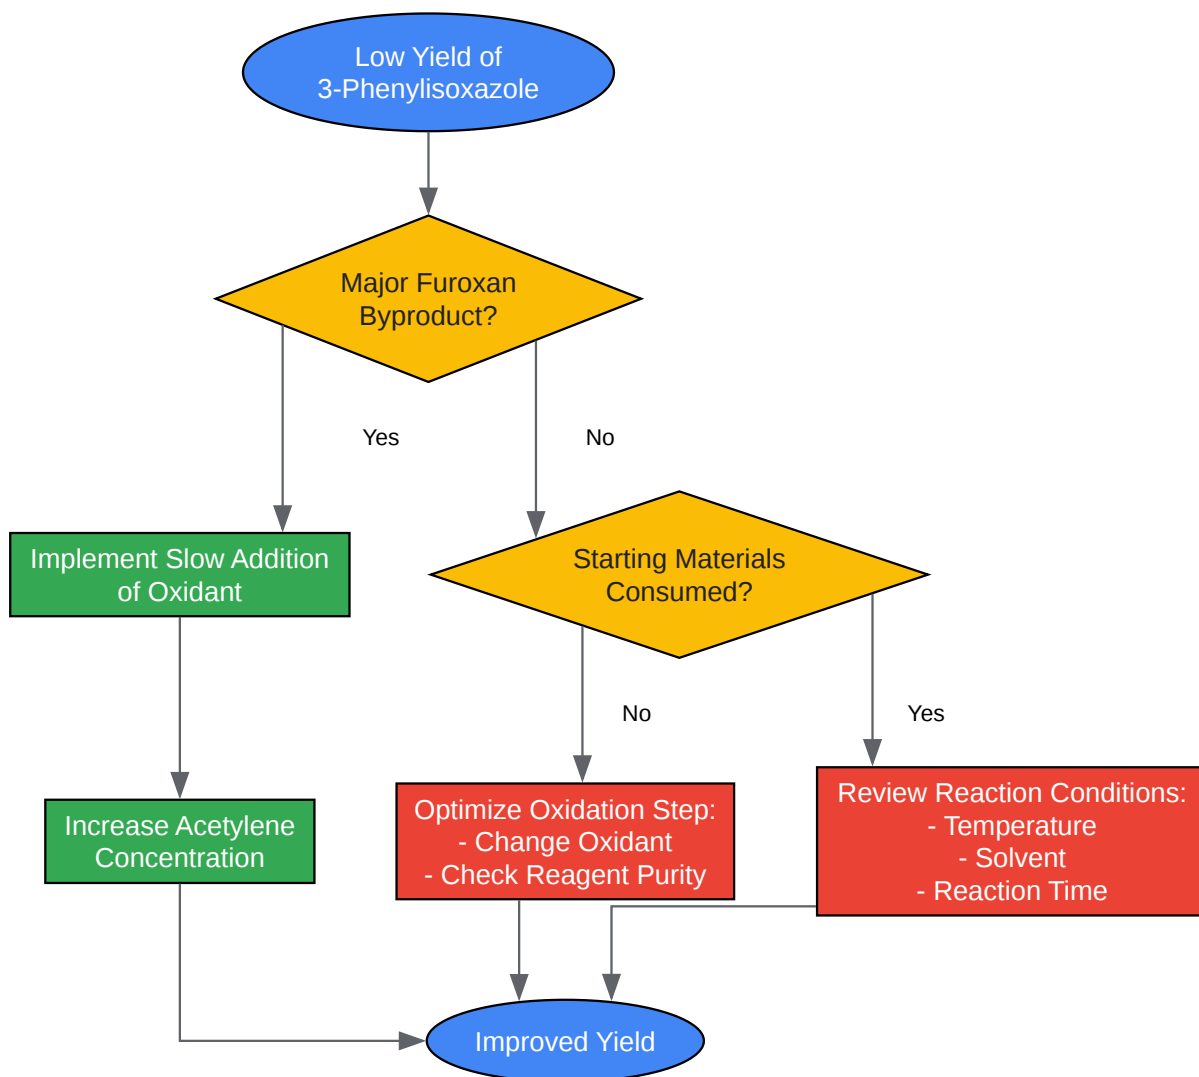 Low Yield of
3-Phenylisoxazole
Major Furoxan
Byproduct?
Yes
No
Implement Slow Addition
of Oxidant
Starting Materials
Consumed?
No
Yes
Increase Acetylene
Concentration
Optimize Oxidation Step:
- Change Oxidant
- Check Reagent Purity
Review Reaction Conditions:
- Temperature
- Solvent
- Reaction Time
Improved Yield